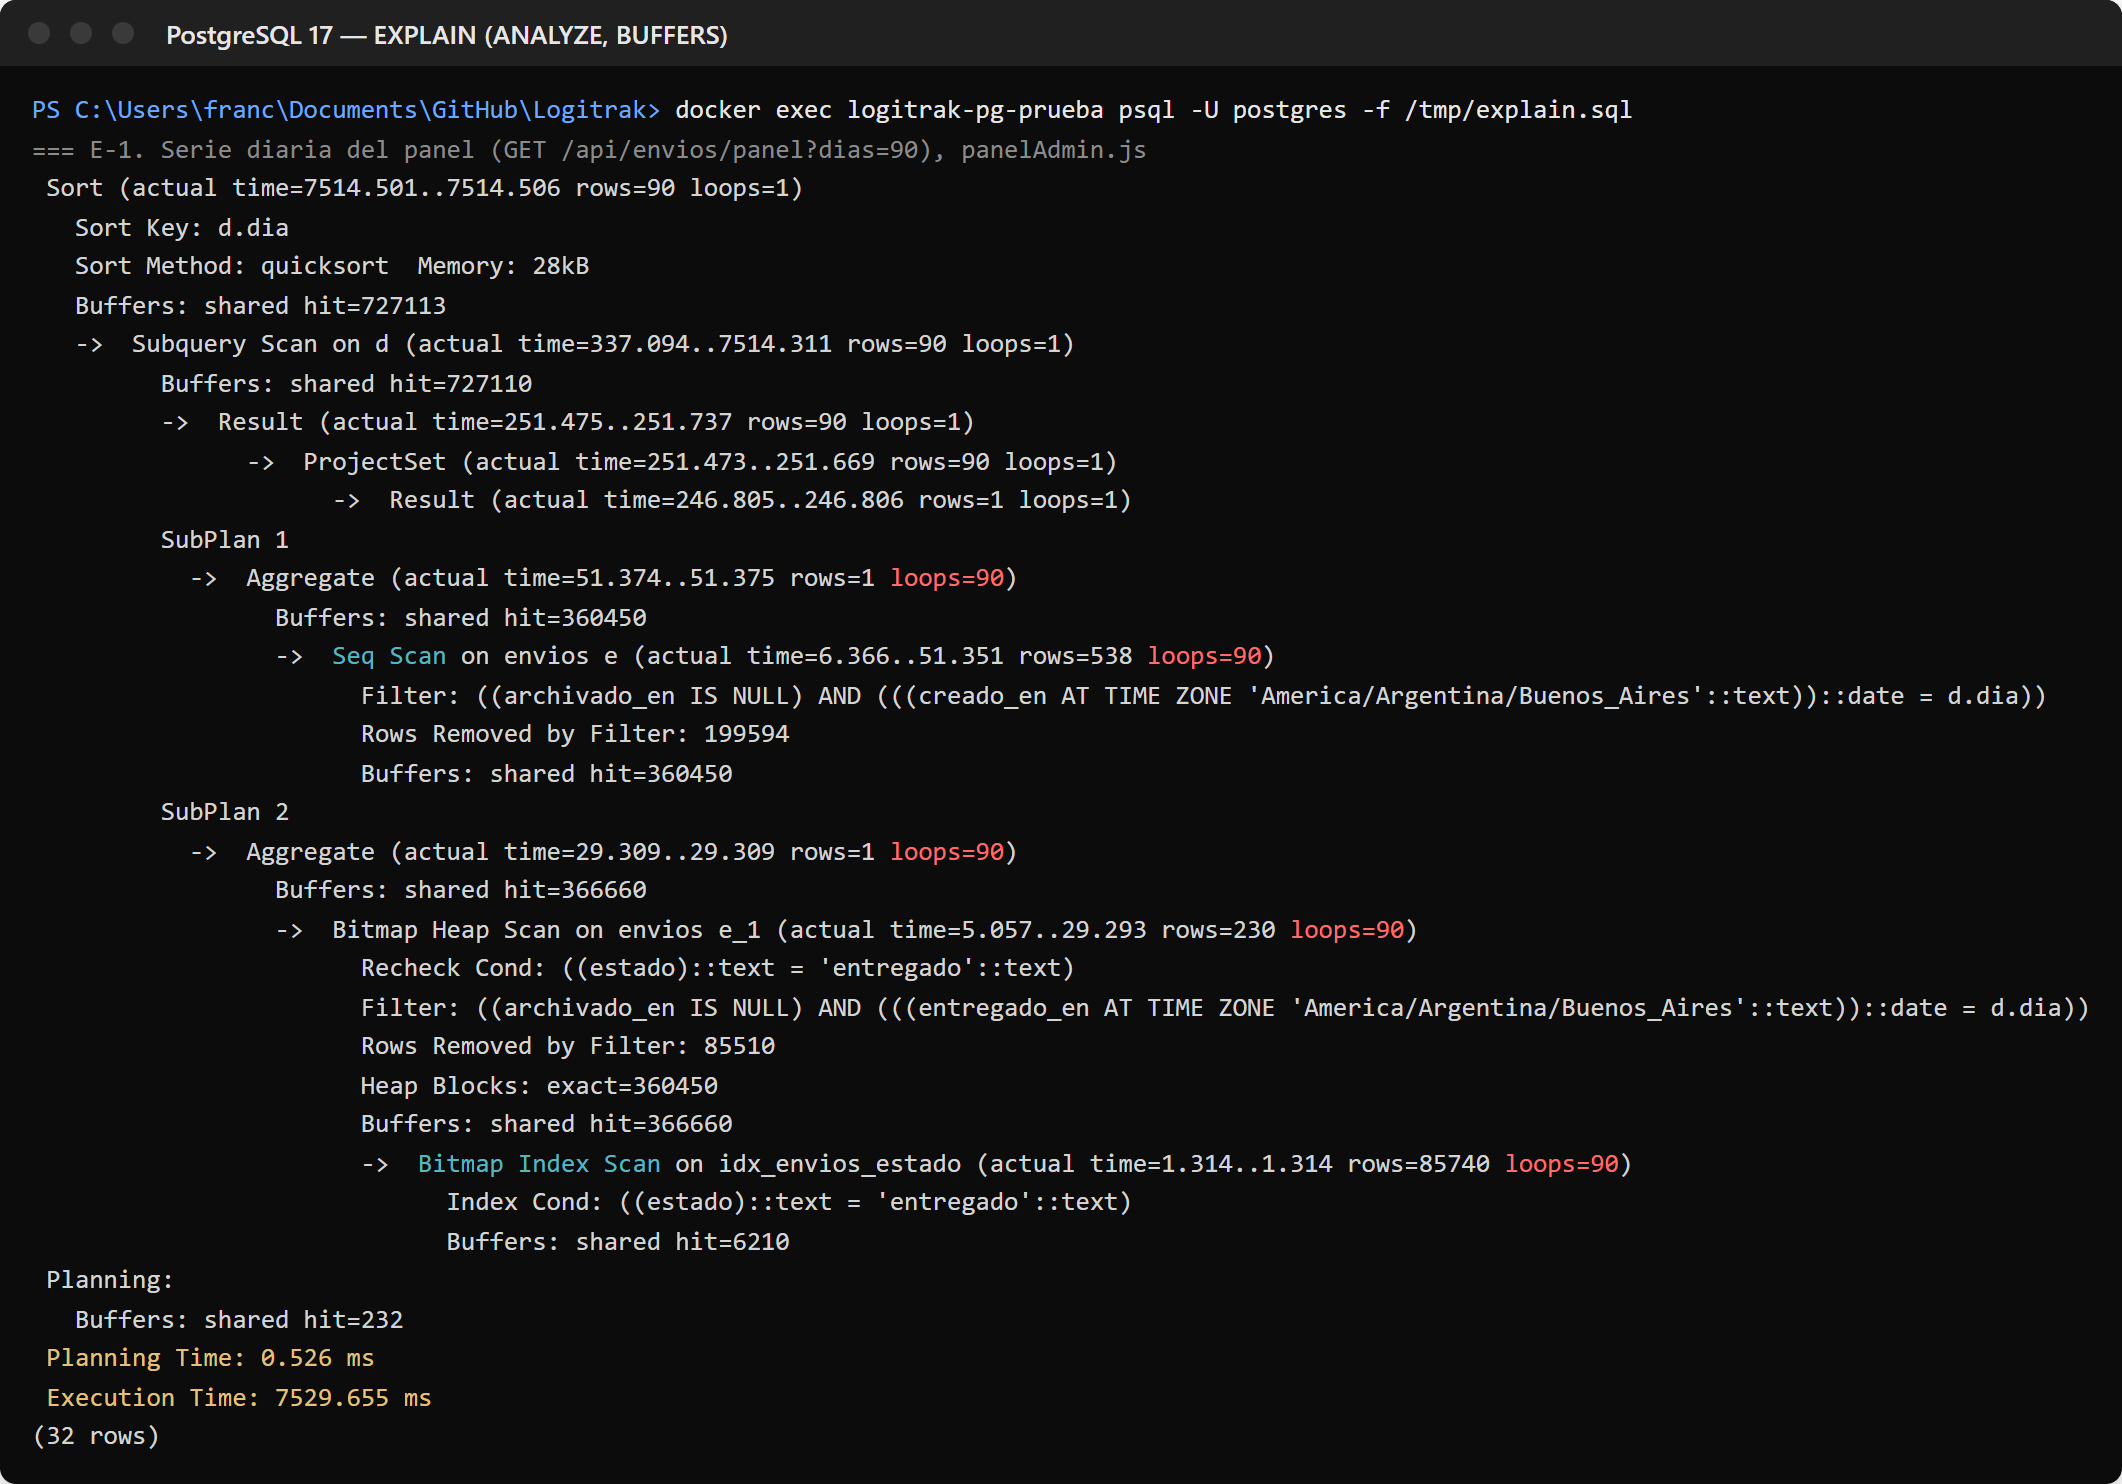 PostgreSQL 17 — EXPLAIN (ANALYZE, BUFFERS)
PS C:\Users\franc\Documents\GitHub\Logitrak> docker exec logitrak-pg-prueba psql -U postgres -f /tmp/explain.sql
=== E-1. Serie diaria del panel (GET /api/envios/panel?dias=90), panelAdmin.js
 Sort (actual time=7514.501..7514.506 rows=90 loops=1)
   Sort Key: d.dia
   Sort Method: quicksort  Memory: 28kB
   Buffers: shared hit=727113
   ->  Subquery Scan on d (actual time=337.094..7514.311 rows=90 loops=1)
         Buffers: shared hit=727110
         ->  Result (actual time=251.475..251.737 rows=90 loops=1)
               ->  ProjectSet (actual time=251.473..251.669 rows=90 loops=1)
                     ->  Result (actual time=246.805..246.806 rows=1 loops=1)
         SubPlan 1
           ->  Aggregate (actual time=51.374..51.375 rows=1 loops=90)
                 Buffers: shared hit=360450
                 ->  Seq Scan on envios e (actual time=6.366..51.351 rows=538 loops=90)
                       Filter: ((archivado_en IS NULL) AND (((creado_en AT TIME ZONE 'America/Argentina/Buenos_Aires'::text))::date = d.dia))
                       Rows Removed by Filter: 199594
                       Buffers: shared hit=360450
         SubPlan 2
           ->  Aggregate (actual time=29.309..29.309 rows=1 loops=90)
                 Buffers: shared hit=366660
                 ->  Bitmap Heap Scan on envios e_1 (actual time=5.057..29.293 rows=230 loops=90)
                       Recheck Cond: ((estado)::text = 'entregado'::text)
                       Filter: ((archivado_en IS NULL) AND (((entregado_en AT TIME ZONE 'America/Argentina/Buenos_Aires'::text))::date = d.dia))
                       Rows Removed by Filter: 85510
                       Heap Blocks: exact=360450
                       Buffers: shared hit=366660
                       ->  Bitmap Index Scan on idx_envios_estado (actual time=1.314..1.314 rows=85740 loops=90)
                             Index Cond: ((estado)::text = 'entregado'::text)
                             Buffers: shared hit=6210
 Planning:
   Buffers: shared hit=232
 Planning Time: 0.526 ms
 Execution Time: 7529.655 ms
(32 rows)